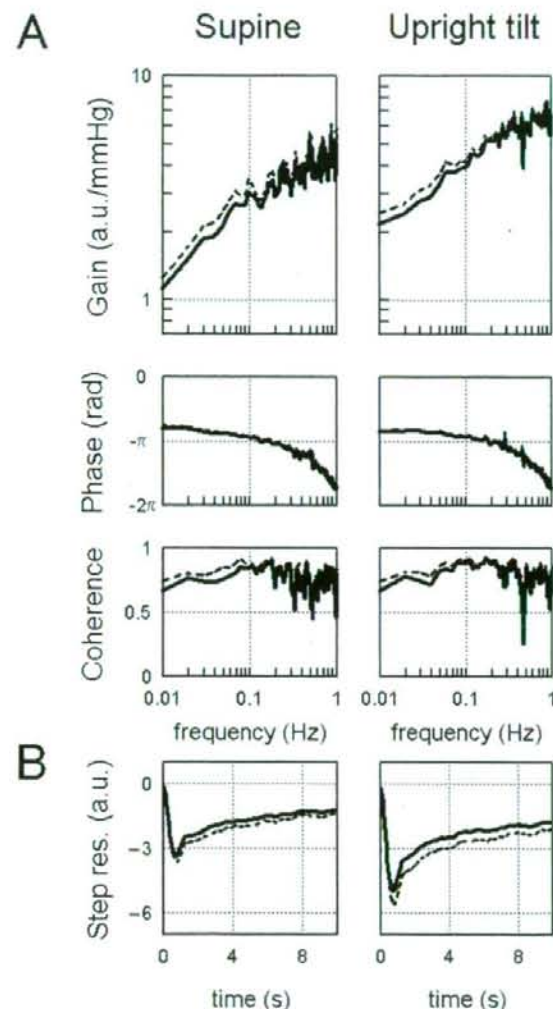 A
Supine
Upright tilt
Gain (a.u./mmHg)
10
1
Phase (rad)
0
-π
-2π
Coherence
1
0.5
0
0.01
0.1
1
0.01
0.1
1
frequency (Hz)
frequency (Hz)
B
Step res. (a.u.)
0
-3
-6
0
4
8
0
4
8
time (s)
time (s)